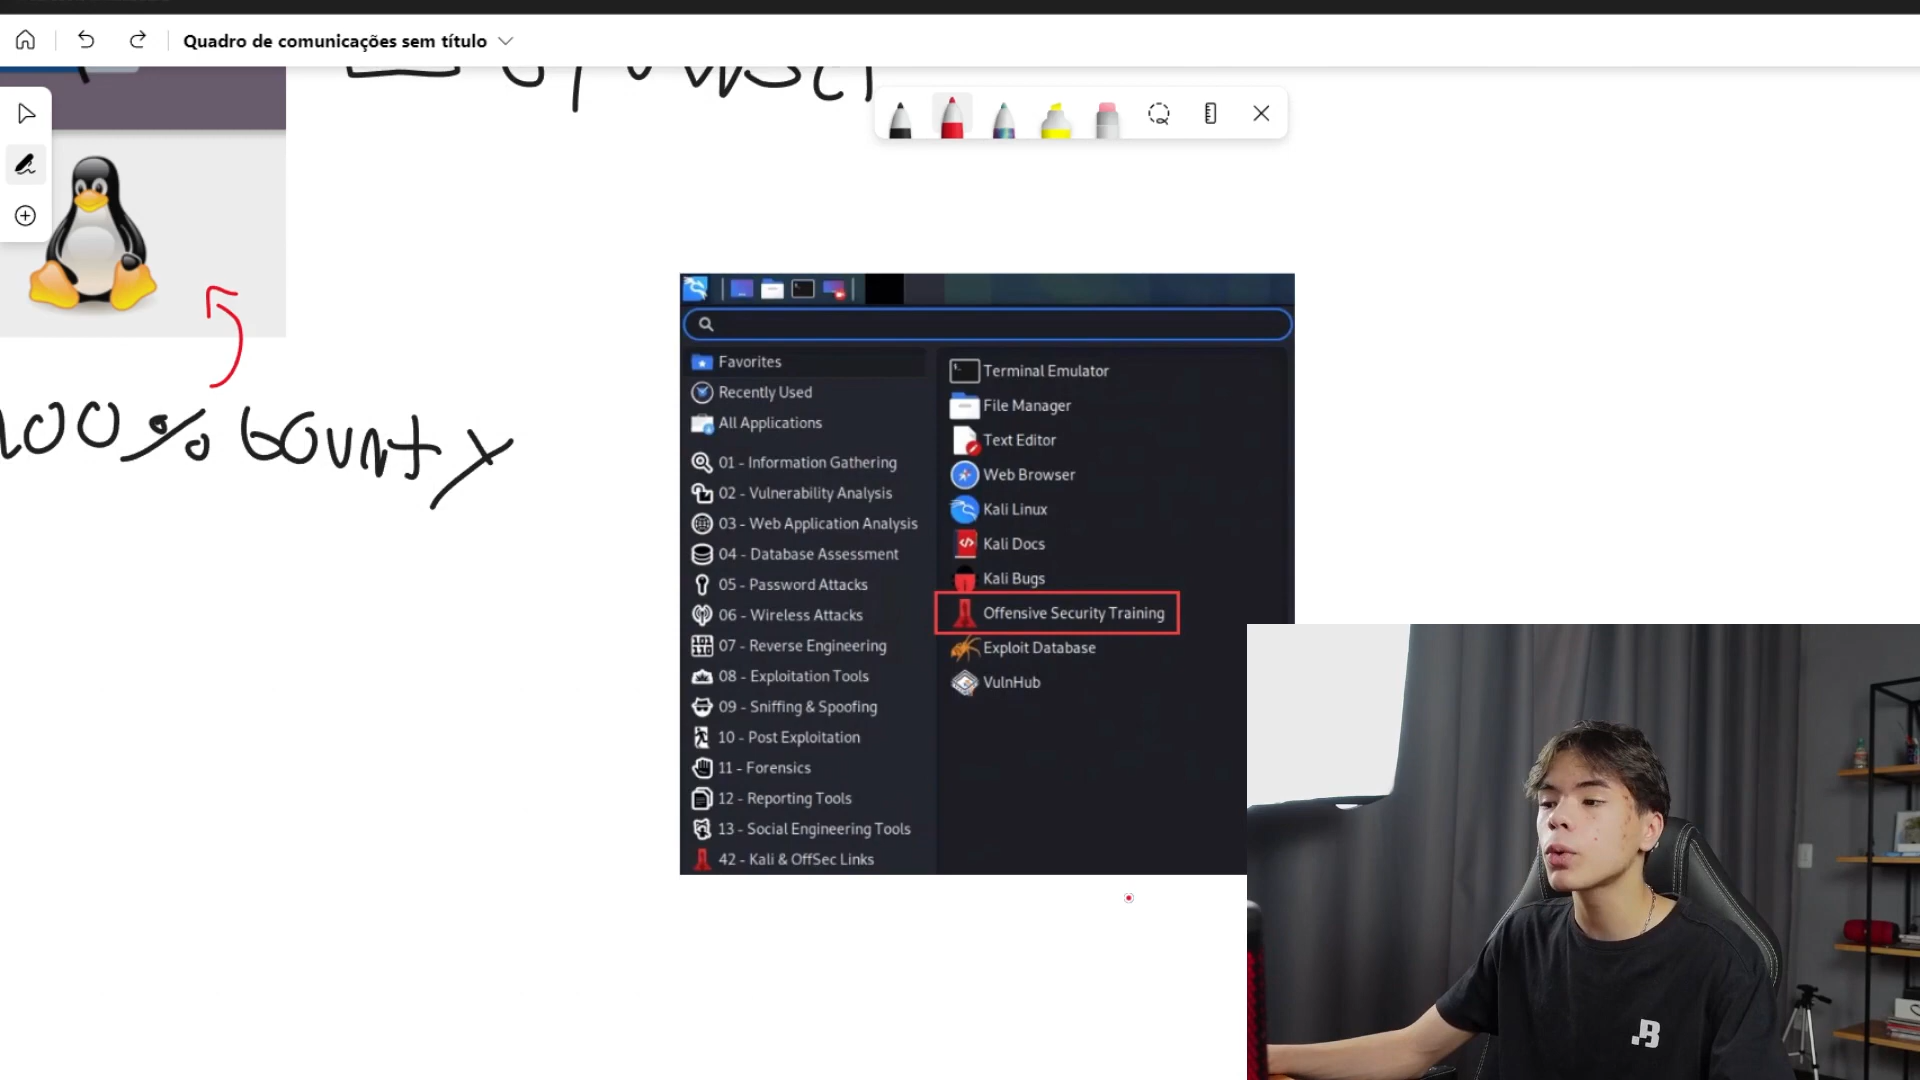 Quadro de comunicações sem título
100% bounty
Favorites
Recently Used
All Applications
01 - Information Gathering
02 - Vulnerability Analysis
03 - Web Application Analysis
04 - Database Assessment
05 - Password Attacks
06 - Wireless Attacks
07 - Reverse Engineering
08 - Exploitation Tools
09 - Sniffing & Spoofing
10 - Post Exploitation
11 - Forensics
12 - Reporting Tools
13 - Social Engineering Tools
42 - Kali & OffSec Links
Terminal Emulator
File Manager
Text Editor
Web Browser
Kali Linux
Kali Docs
Kali Bugs
Offensive Security Training
Exploit Database
VulnHub
B